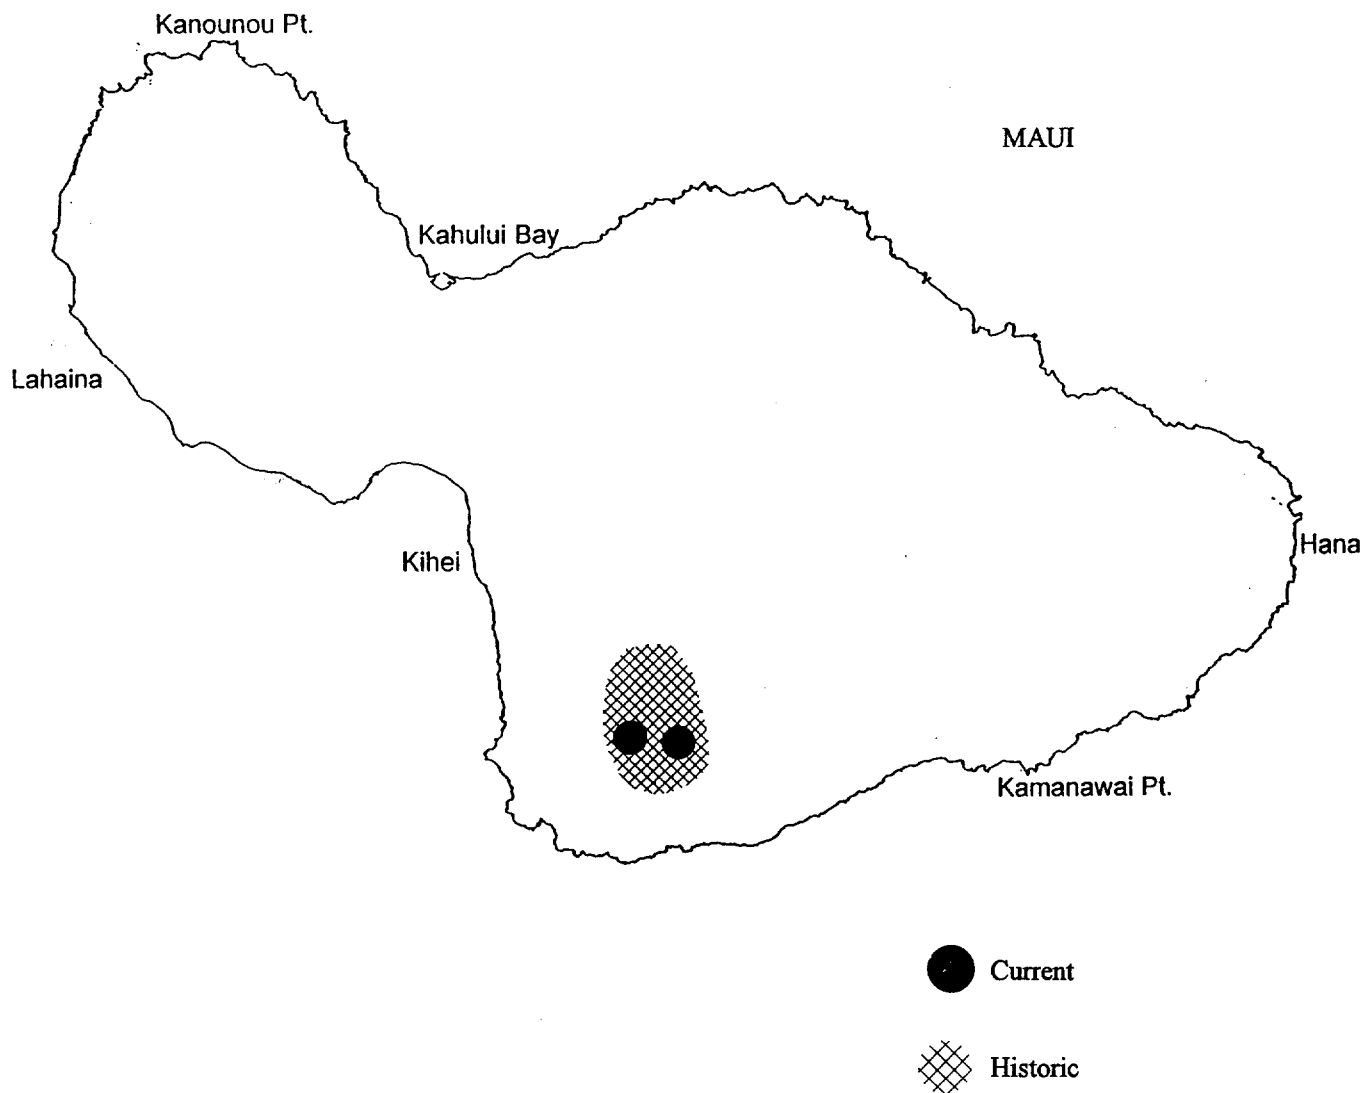 Kanounou Pt.
MAUI
Kahului Bay
Lahaina
Hana
Kihei
Kamanawai Pt.
Current
Historic